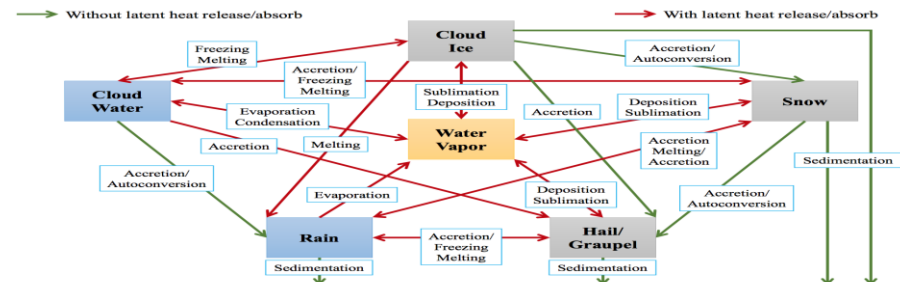 Without latent heat release/absorb
With latent heat release/absorb
Cloud
Ice
Freezing
Melting
Accretion/
Autoconversion
Accretion/
Freezing
Melting
Cloud
Water
Sublimation
Deposition
Snow
Evaporation
Condensation
Accretion
Deposition
Sublimation
Water
Vapor
Accretion
Melting
Accretion
Melting/
Accretion
Sedimentation
Accretion/
Autoconversion
Evaporation
Deposition
Sublimation
Accretion/
Autoconversion
Rain
Accretion/
Freezing
Melting
Hail/
Graupel
Sedimentation
Sedimentation